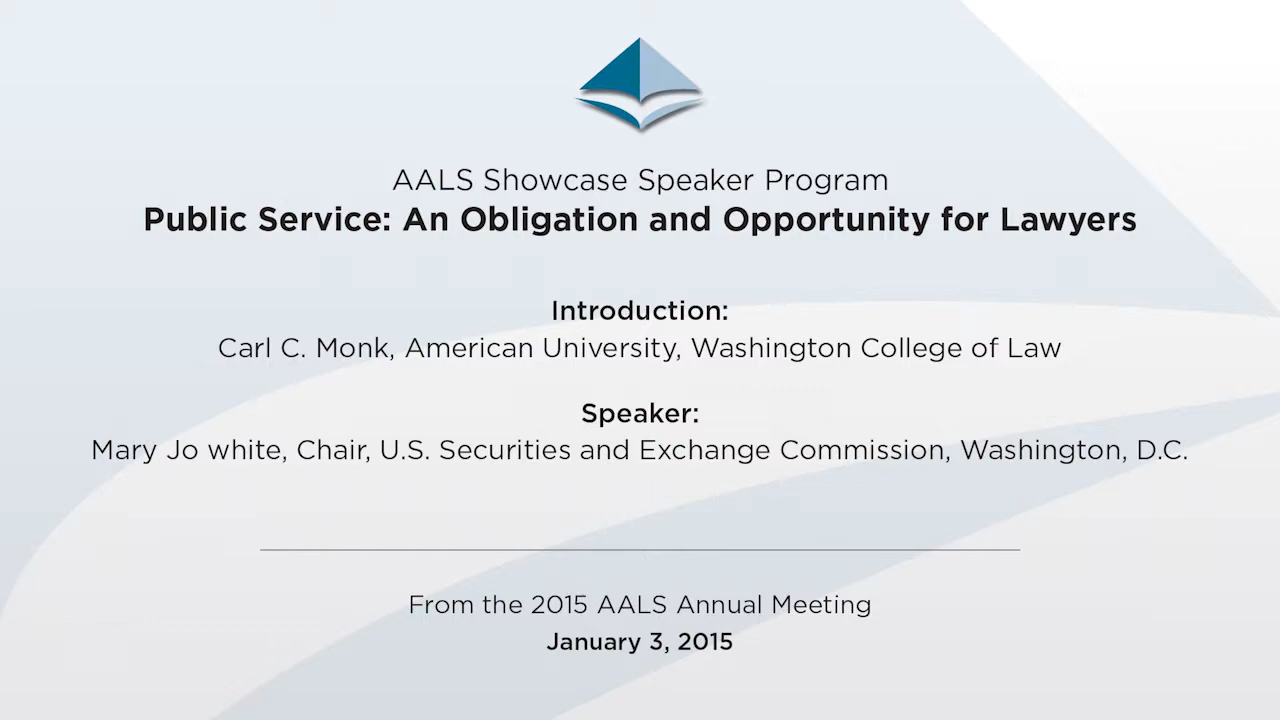 AALS Showcase Speaker Program
Public Service: An Obligation and Opportunity for Lawyers
Introduction:
Carl C. Monk, American University, Washington College of Law
Speaker:
Mary Jo white, Chair, U.S. Securities and Exchange Commission, Washington, D.C.
From the 2015 AALS Annual Meeting
January 3, 2015